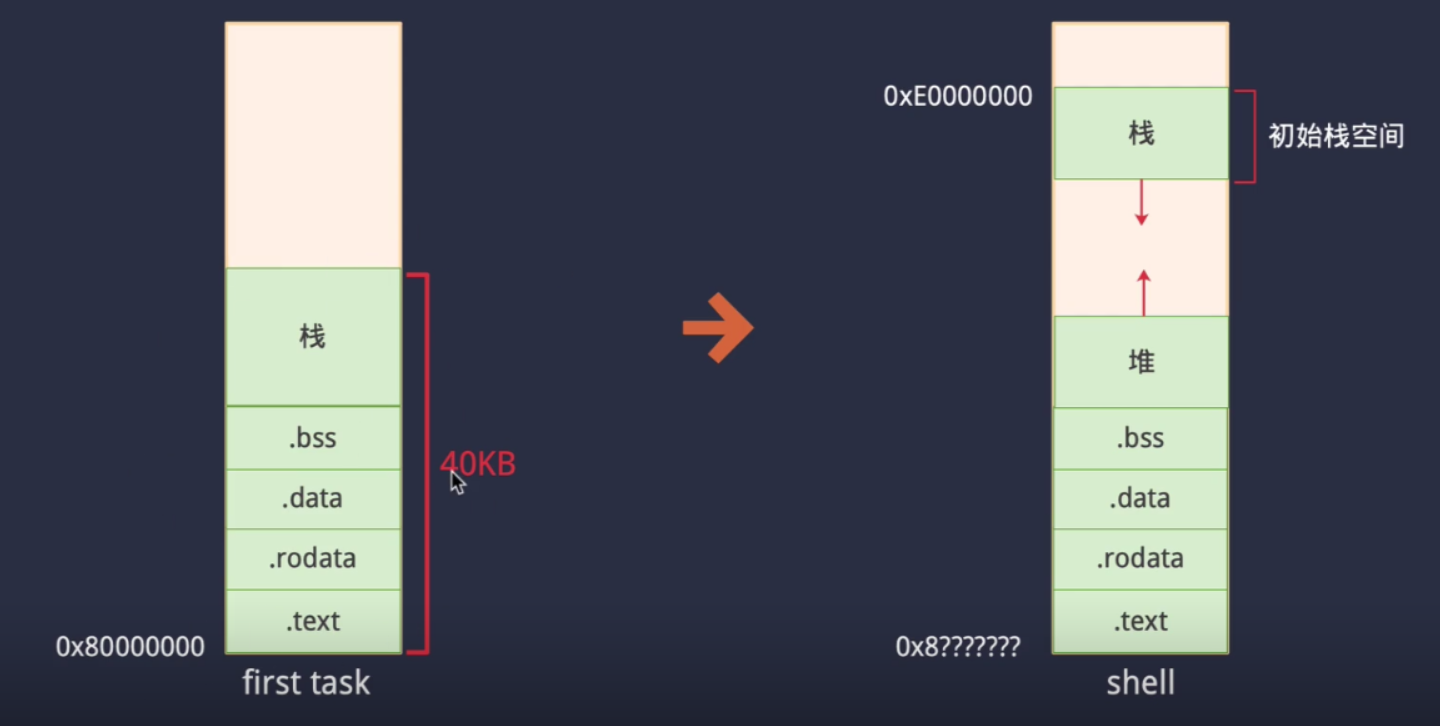 栈
.bss
.data
.rodata
.text
40KB
0x80000000
first task
0xE0000000
栈
初始栈空间
堆
.bss
.data
.rodata
.text
0x8???????
shell